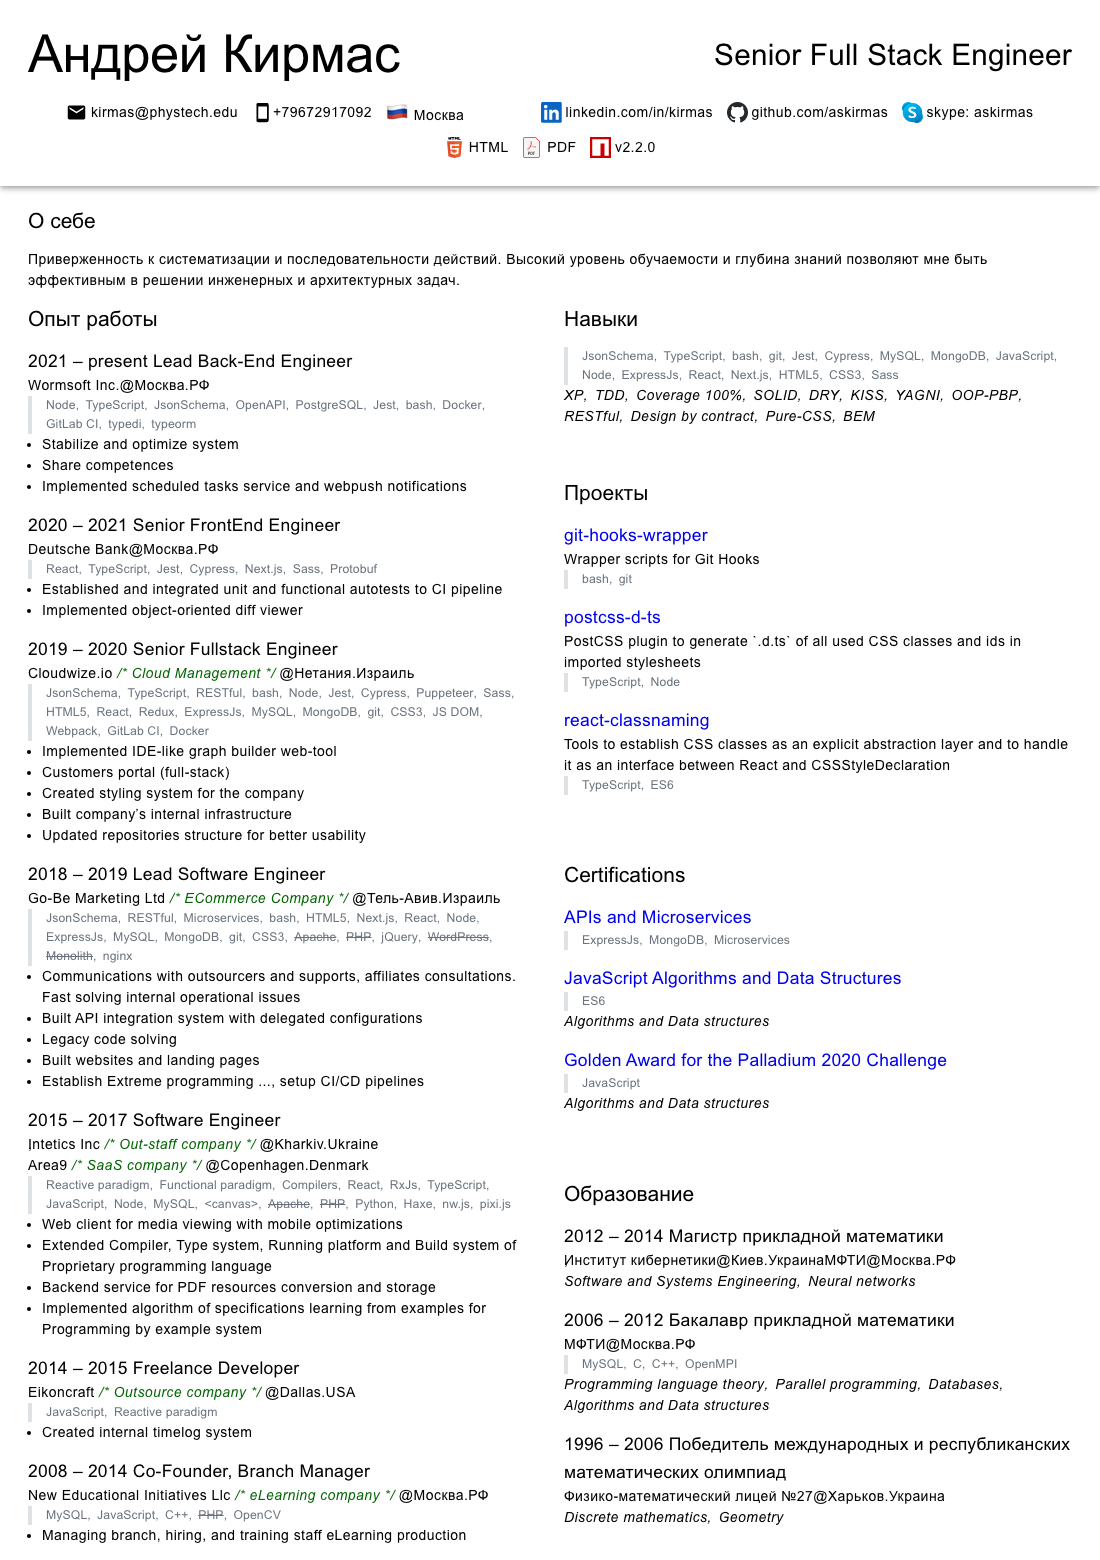 Андрей Кирмас
Senior Full Stack Engineer
kirmas@phystech.edu +79672917092 Москва linkedin.com/in/kirmas github.com/askirmas skype: askirmas
HTML PDF v2.2.0
О себе
Приверженность к систематизации и последовательности действий. Высокий уровень обучаемости и глубина знаний позволяют мне быть
эффективным в решении инженерных и архитектурных задач.
Опыт работы
2021 – present Lead Back-End Engineer
Wormsoft Inc.@Москва.РФ
Node, TypeScript, JsonSchema, OpenAPI, PostgreSQL, Jest, bash, Docker,
GitLab CI, typedi, typeorm
• Stabilize and optimize system
• Share competences
• Implemented scheduled tasks service and webpush notifications
2020 – 2021 Senior FrontEnd Engineer
Deutsche Bank@Москва.РФ
React, TypeScript, Jest, Cypress, Next.js, Sass, Protobuf
• Established and integrated unit and functional autotests to CI pipeline
• Implemented object-oriented diff viewer
2019 – 2020 Senior Fullstack Engineer
Cloudwize.io /* Cloud Management */ @Нетания.Израиль
JsonSchema, TypeScript, RESTful, bash, Node, Jest, Cypress, Puppeteer, Sass,
HTML5, React, Redux, ExpressJs, MySQL, MongoDB, git, CSS3, JS DOM,
Webpack, GitLab CI, Docker
• Implemented IDE-like graph builder web-tool
• Customers portal (full-stack)
• Created styling system for the company
• Built company's internal infrastructure
• Updated repositories structure for better usability
2018 – 2019 Lead Software Engineer
Go-Be Marketing Ltd /* ECommerce Company */ @Тель-Авив.Израиль
JsonSchema, RESTful, Microservices, bash, HTML5, Next.js, React, Node,
ExpressJs, MySQL, MongoDB, git, CSS3, Apache, PHP, jQuery, WordPress,
Monolith, nginx
• Communications with outsourcers and supports, affiliates consultations.
Fast solving internal operational issues
• Built API integration system with delegated configurations
• Legacy code solving
• Built websites and landing pages
• Establish Extreme programming ..., setup CI/CD pipelines
2015 – 2017 Software Engineer
Intetics Inc /* Out-staff company */ @Kharkiv.Ukraine
Area9 /* SaaS company */ @Copenhagen.Denmark
Reactive paradigm, Functional paradigm, Compilers, React, RxJs, TypeScript,
JavaScript, Node, MySQL, <canvas>, Apache, PHP, Python, Haxe, nw.js, pixi.js
• Web client for media viewing with mobile optimizations
• Extended Compiler, Type system, Running platform and Build system of
Proprietary programming language
• Backend service for PDF resources conversion and storage
• Implemented algorithm of specifications learning from examples for
Programming by example system
2014 – 2015 Freelance Developer
Eikoncraft /* Outsource company */ @Dallas.USA
JavaScript, Reactive paradigm
• Created internal timelog system
2008 – 2014 Co-Founder, Branch Manager
New Educational Initiatives Llc /* eLearning company */ @Москва.РФ
MySQL, JavaScript, C++, PHP, OpenCV
• Managing branch, hiring, and training staff eLearning production
Навыки
JsonSchema, TypeScript, bash, git, Jest, Cypress, MySQL, MongoDB, JavaScript,
Node, ExpressJs, React, Next.js, HTML5, CSS3, Sass
XP, TDD, Coverage 100%, SOLID, DRY, KISS, YAGNI, OOP-PBP,
RESTful, Design by contract, Pure-CSS, BEM
Проекты
git-hooks-wrapper
Wrapper scripts for Git Hooks
bash, git
postcss-d-ts
PostCSS plugin to generate `.d.ts` of all used CSS classes and ids in
imported stylesheets
TypeScript, Node
react-classnaming
Tools to establish CSS classes as an explicit abstraction layer and to handle
it as an interface between React and CSSStyleDeclaration
TypeScript, ES6
Certifications
APIs and Microservices
ExpressJs, MongoDB, Microservices
JavaScript Algorithms and Data Structures
ES6
Algorithms and Data structures
Golden Award for the Palladium 2020 Challenge
JavaScript
Algorithms and Data structures
Образование
2012 – 2014 Магистр прикладной математики
Институт кибернетики@Киев.УкраинаМФТИ@Москва.РФ
Software and Systems Engineering, Neural networks
2006 – 2012 Бакалавр прикладной математики
МФТИ@Москва.РФ
MySQL, C, C++, OpenMPI
Programming language theory, Parallel programming, Databases,
Algorithms and Data structures
1996 – 2006 Победитель международных и республиканских
математических олимпиад
Физико-математический лицей №27@Харьков.Украина
Discrete mathematics, Geometry